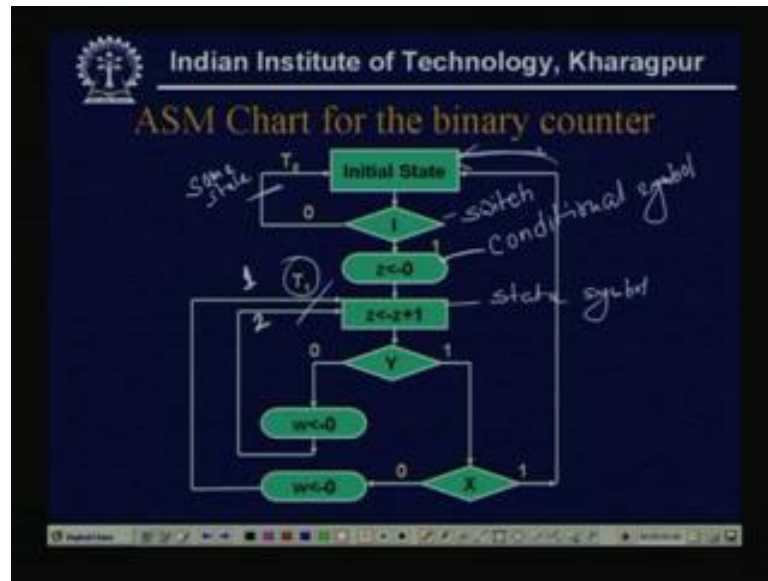 Indian Institute of Technology, Kharagpur
ASM Chart for the binary counter
Same state
T₀
Initial State
0
I
switch
1
Conditional symbol
z<-0
1
T₁
2
z<-z+1
state symbol
0
Y
1
w<-0
w<-0
0
X
1